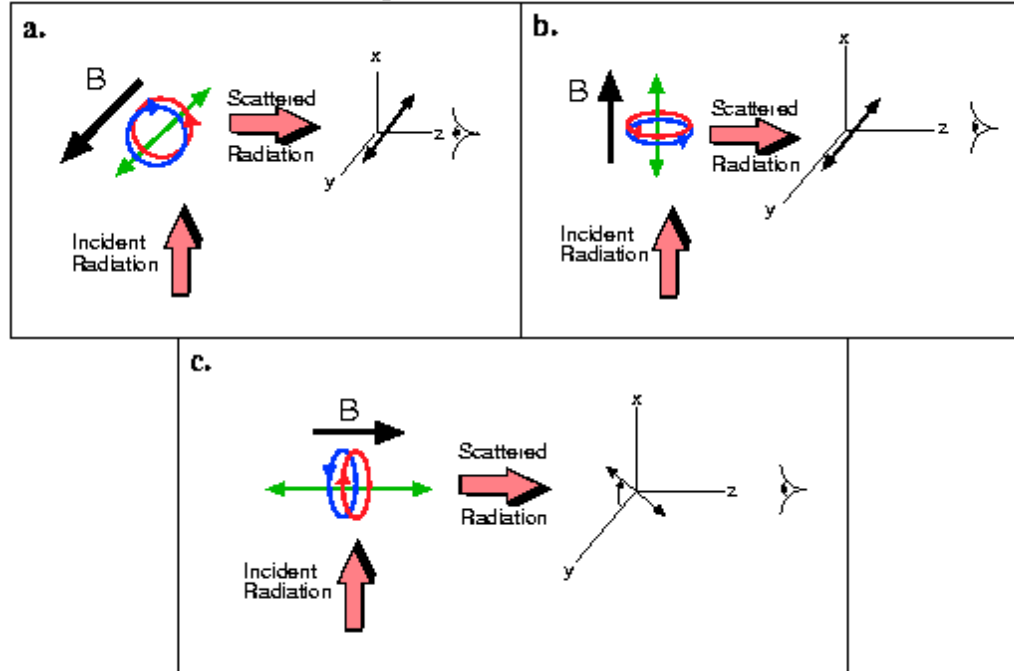 a.
B
Scattered
Radiation
x
z
y
Incident
Radiation
b.
B
Scattered
Radiation
x
z
y
Incident
Radiation
c.
B
Scattered
Radiation
x
z
y
Incident
Radiation